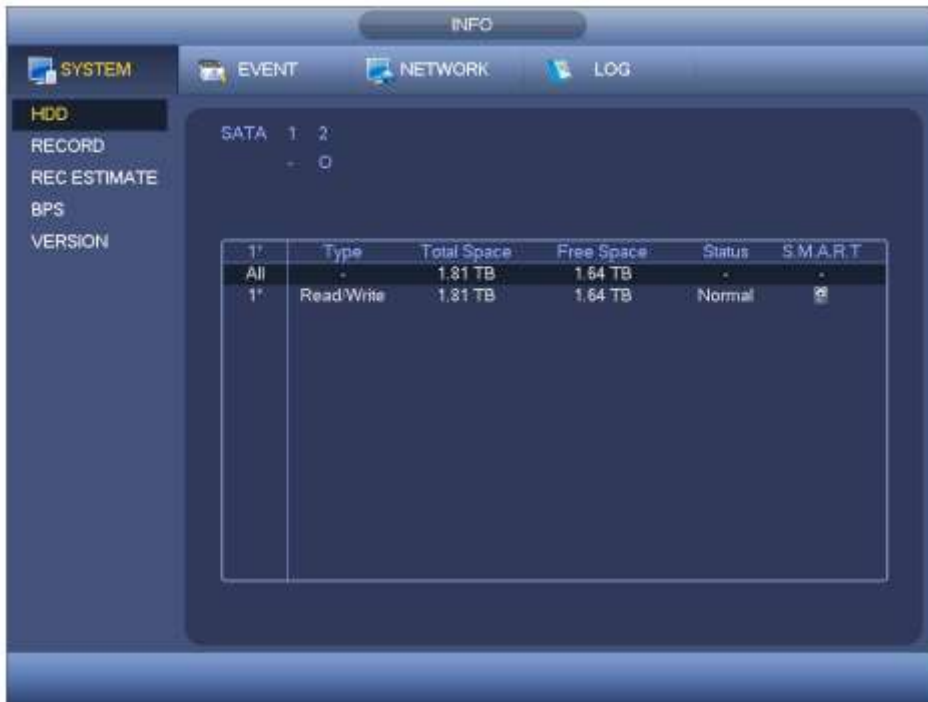 INFO
SYSTEM EVENT NETWORK LOG
HDD
RECORD
REC ESTIMATE
BPS
VERSION
SATA 1 2
- O
1* Type Total Space Free Space Status S.M.A.R.T
All - 1.81 TB 1.64 TB - -
1* Read/Write 1.81 TB 1.64 TB Normal